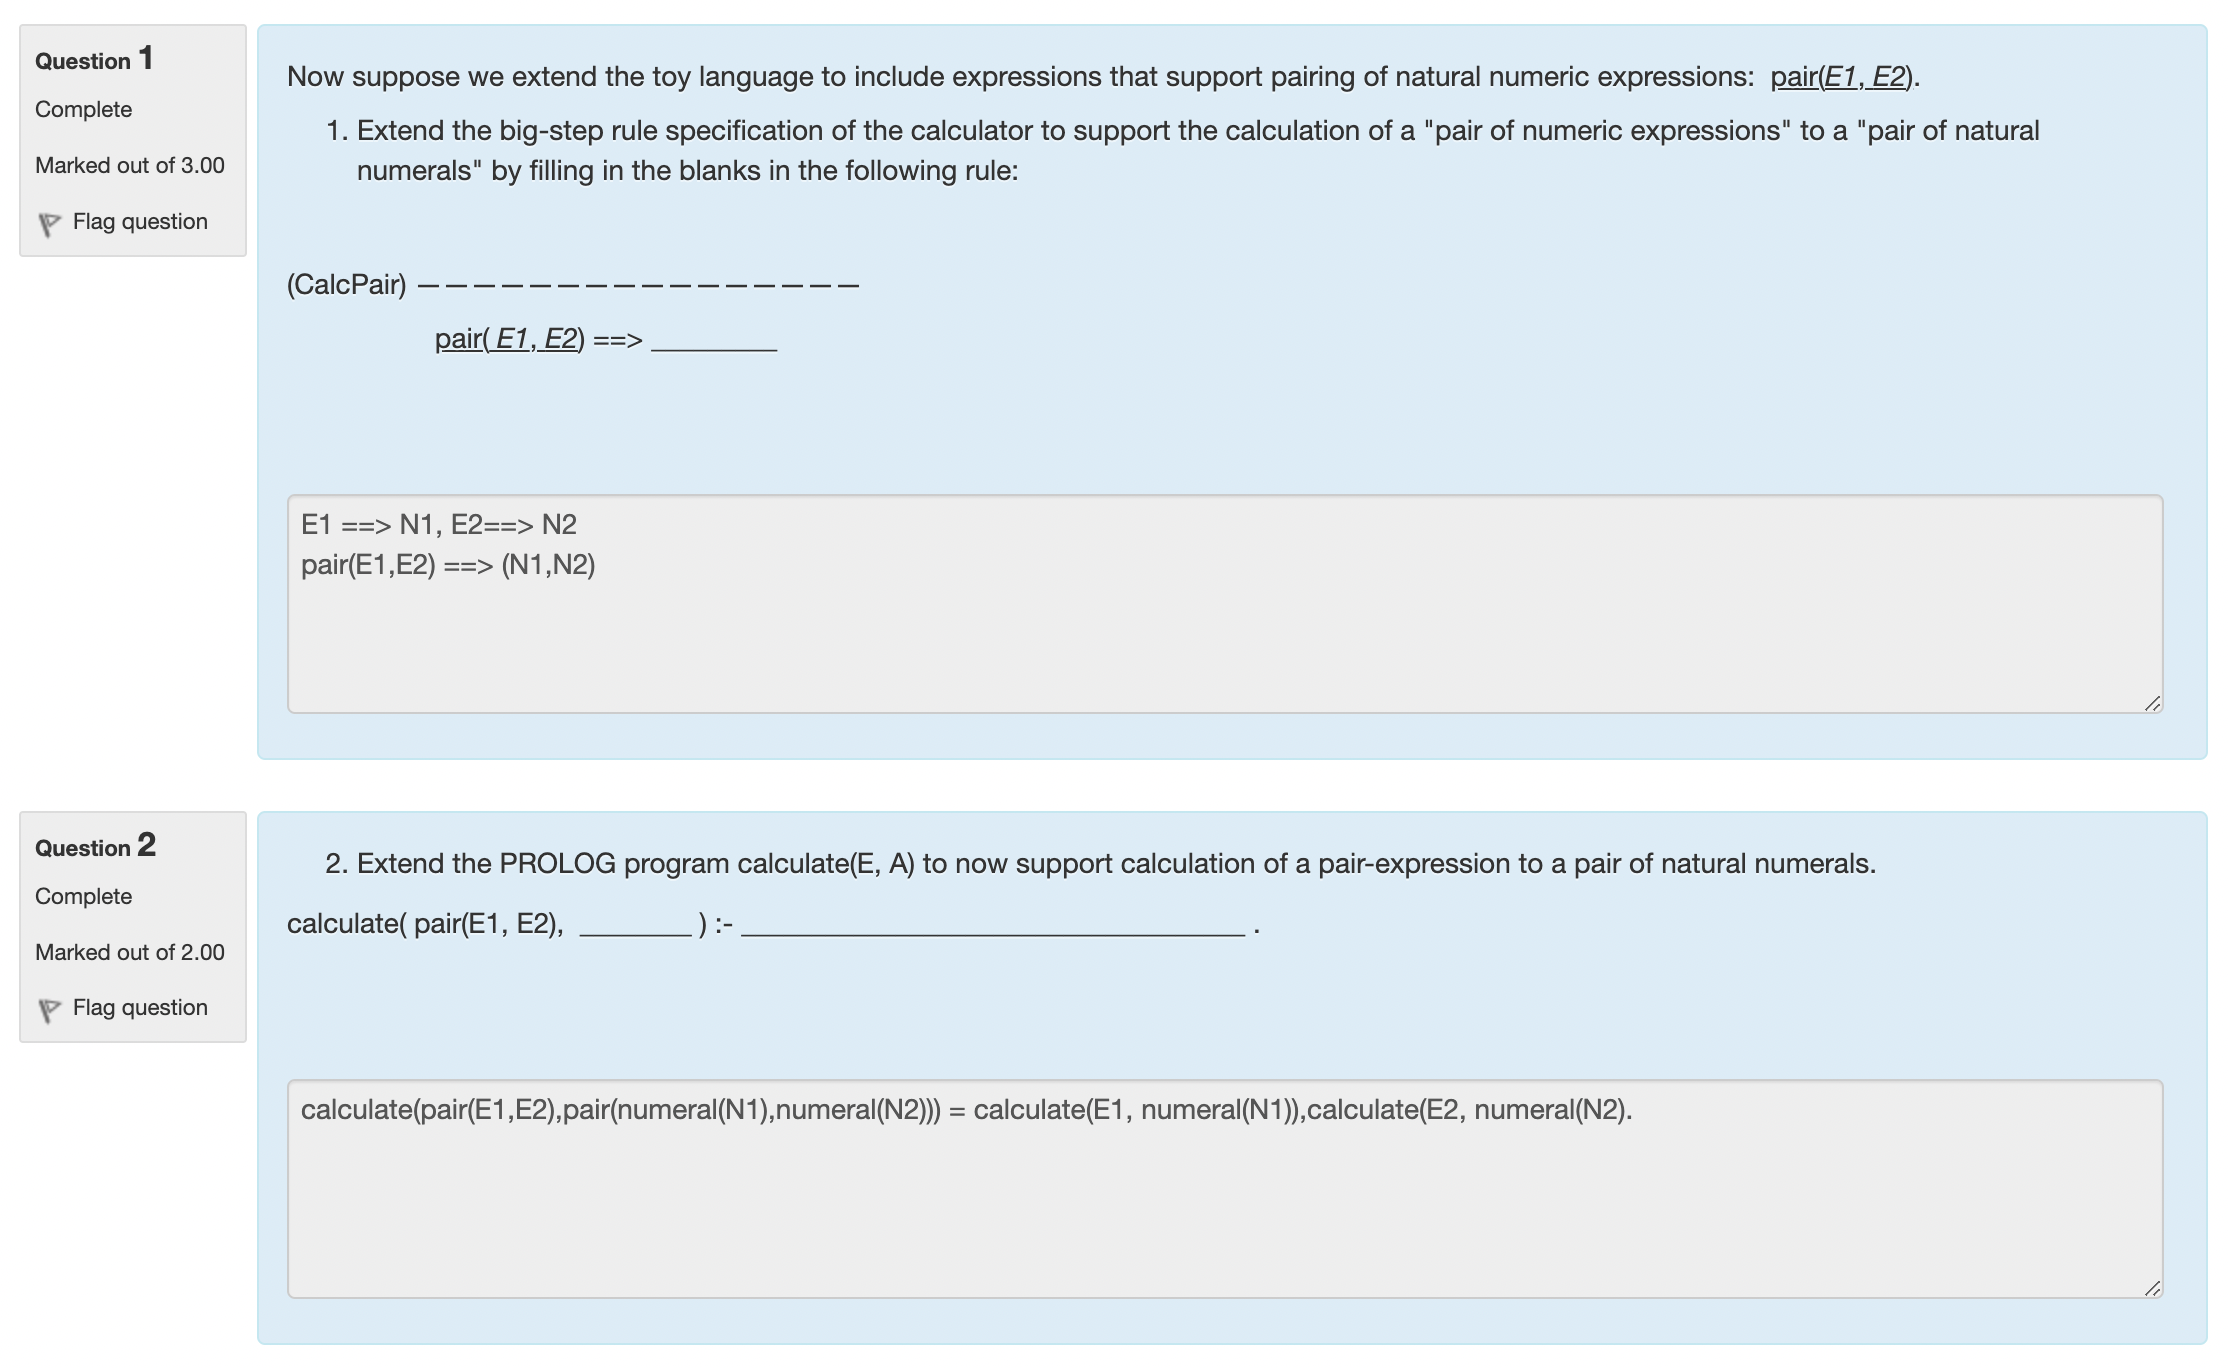 Question 1
Complete
Marked out of 3.00
Flag question
Now suppose we extend the toy language to include expressions that support pairing of natural numeric expressions:  pair(E1, E2).
1. Extend the big-step rule specification of the calculator to support the calculation of a "pair of numeric expressions" to a "pair of natural
numerals" by filling in the blanks in the following rule:
(CalcPair) — — — — — — — — — — — — — — — —
pair( E1, E2) ==> ________
E1 ==> N1, E2==> N2
pair(E1,E2) ==> (N1,N2)
Question 2
Complete
Marked out of 2.00
Flag question
2. Extend the PROLOG program calculate(E, A) to now support calculation of a pair-expression to a pair of natural numerals.
calculate( pair(E1, E2),  _______ ) :- ________________________________ .
calculate(pair(E1,E2),pair(numeral(N1),numeral(N2))) = calculate(E1, numeral(N1)),calculate(E2, numeral(N2).